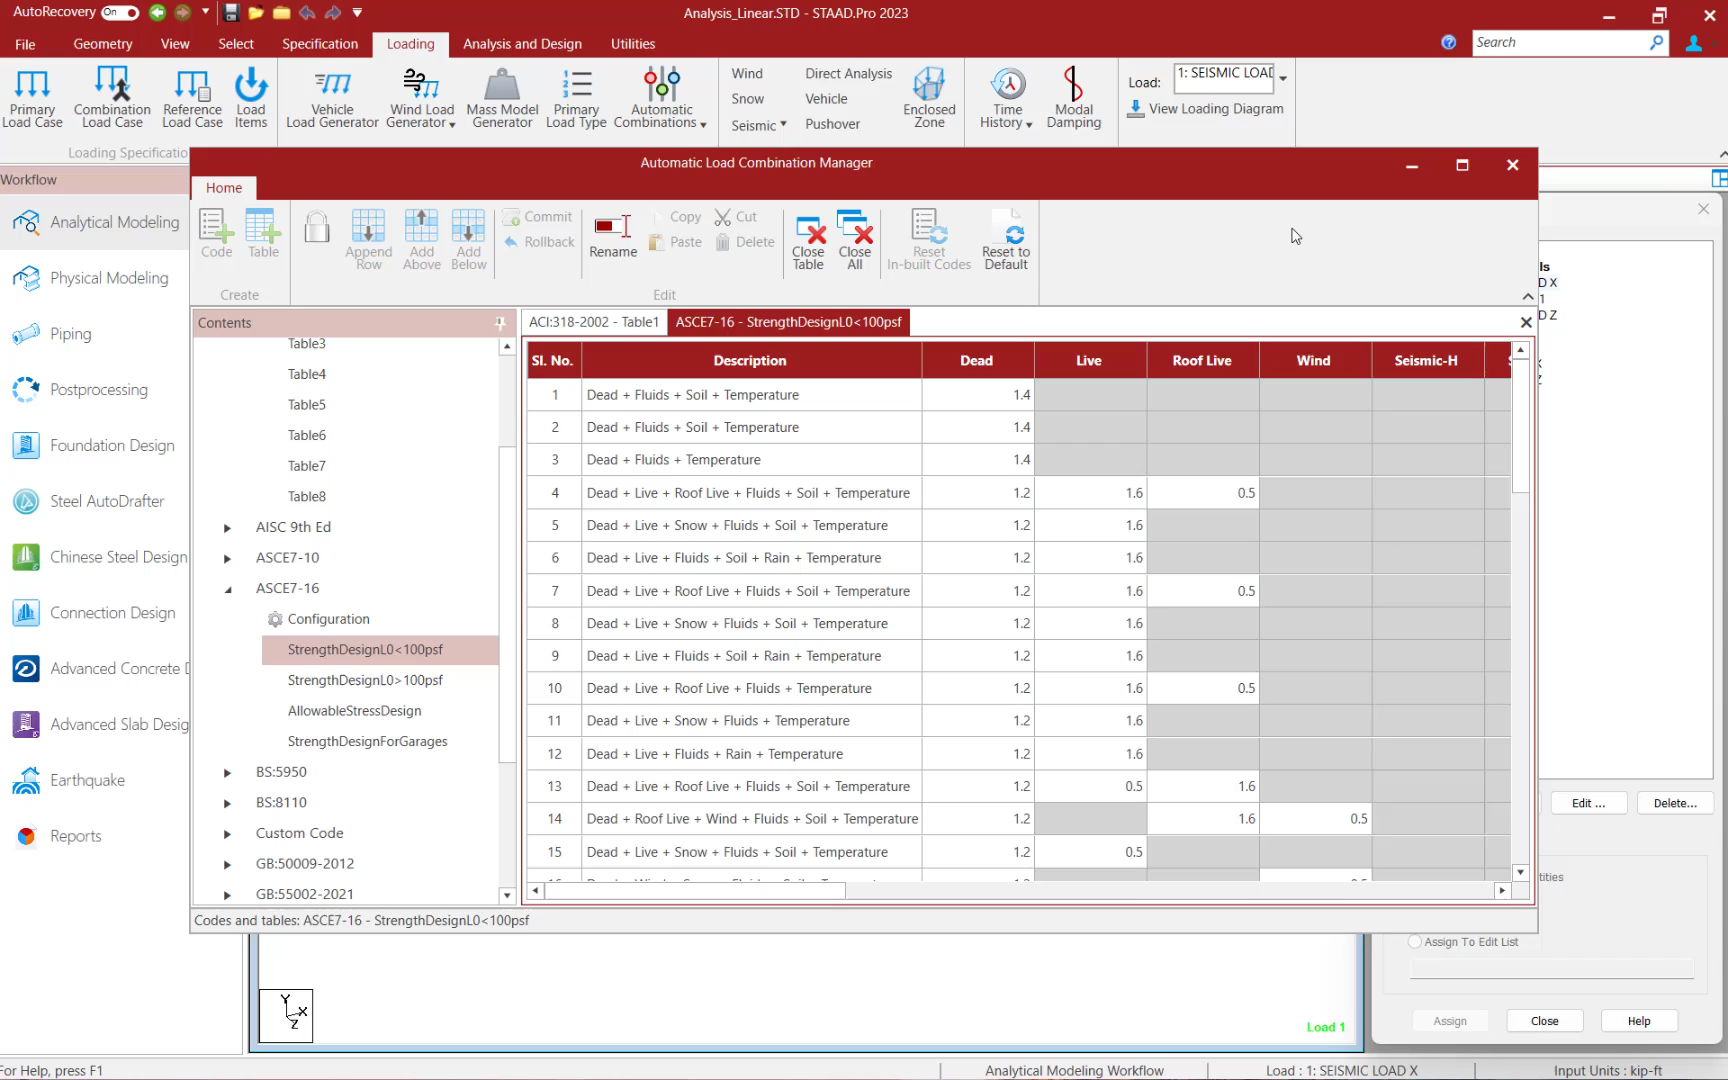 AutoRecovery On
Analysis_Linear.STD - STAAD.Pro 2023
File Geometry View Select Specification Loading Analysis and Design Utilities
Search
Primary Load Case
Combination Load Case
Reference Load Case
Load Items
Vehicle Load Generator
Wind Load Generator
Mass Model Generator
Primary Load Type
Automatic Combinations
Wind
Snow
Seismic
Direct Analysis
Vehicle
Pushover
Enclosed Zone
Time History
Modal Damping
Load: 1: SEISMIC LOAD
View Loading Diagram
Loading Specificatio
Workflow
Analytical Modeling
Physical Modeling
Piping
Postprocessing
Foundation Design
Steel AutoDrafter
Chinese Steel Design
Connection Design
Advanced Concrete D
Advanced Slab Desig
Earthquake
Reports
Automatic Load Combination Manager
Home
Code
Table
Create
Append Row
Add Above
Add Below
Commit
Rollback
Rename
Copy
Paste
Cut
Delete
Close Table
Close All
Reset In-built Codes
Reset to Default
Edit
Contents
Table3
Table4
Table5
Table6
Table7
Table8
AISC 9th Ed
ASCE7-10
ASCE7-16
Configuration
StrengthDesignL0<100psf
StrengthDesignL0>100psf
AllowableStressDesign
StrengthDesignForGarages
BS:5950
BS:8110
Custom Code
GB:50009-2012
GB:55002-2021
ACI:318-2002 - Table1 ASCE7-16 - StrengthDesignL0<100psf
Sl. No. Description Dead Live Roof Live Wind Seismic-H
1 Dead + Fluids + Soil + Temperature 1.4
2 Dead + Fluids + Soil + Temperature 1.4
3 Dead + Fluids + Temperature 1.4
4 Dead + Live + Roof Live + Fluids + Soil + Temperature 1.2 1.6 0.5
5 Dead + Live + Snow + Fluids + Soil + Temperature 1.2 1.6
6 Dead + Live + Fluids + Soil + Rain + Temperature 1.2 1.6
7 Dead + Live + Roof Live + Fluids + Soil + Temperature 1.2 1.6 0.5
8 Dead + Live + Snow + Fluids + Soil + Temperature 1.2 1.6
9 Dead + Live + Fluids + Soil + Rain + Temperature 1.2 1.6
10 Dead + Live + Roof Live + Fluids + Temperature 1.2 1.6 0.5
11 Dead + Live + Snow + Fluids + Temperature 1.2 1.6
12 Dead + Live + Fluids + Rain + Temperature 1.2 1.6
13 Dead + Live + Roof Live + Fluids + Soil + Temperature 1.2 0.5 1.6
14 Dead + Roof Live + Wind + Fluids + Soil + Temperature 1.2 1.6 0.5
15 Dead + Live + Snow + Fluids + Soil + Temperature 1.2 0.5
Codes and tables: ASCE7-16 - StrengthDesignL0<100psf
ls
D X
1
D Z
Edit ...
Delete...
tities
Assign To Edit List
Assign
Close
Help
Y
X
Z
Load 1
For Help, press F1
Analytical Modeling Workflow
Load : 1: SEISMIC LOAD X
Input Units : kip-ft